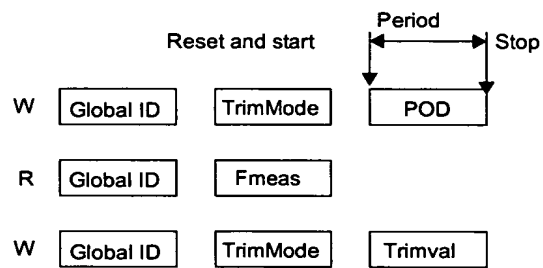 Period
Reset and start Stop
W Global ID TrimMode POD
R Global ID Fmeas
W Global ID TrimMode Trimval